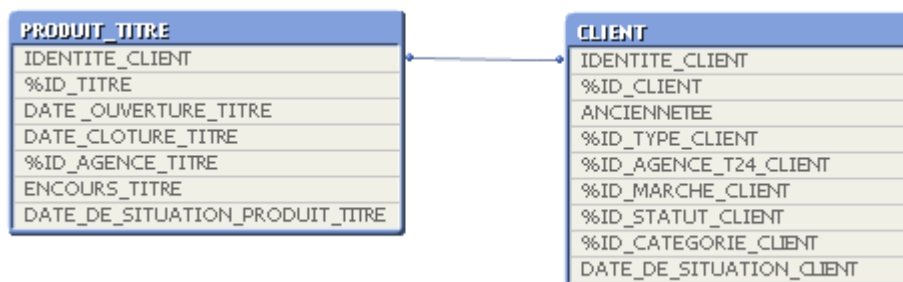 PRODUIT_TITRE
IDENTITE_CLIENT
%ID_TITRE
DATE _OUVERTURE_TITRE
DATE_CLOTURE_TITRE
%ID_AGENCE_TITRE
ENCOURS_TITRE
DATE_DE_SITUATION_PRODUIT_TITRE
CLIENT
IDENTITE_CLIENT
%ID_CLIENT
ANCIENNETEE
%ID_TYPE_CLIENT
%ID_AGENCE_T24_CLIENT
%ID_MARCHE_CLIENT
%ID_STATUT_CLIENT
%ID_CATEGORIE_CLIENT
DATE_DE_SITUATION_CLIENT